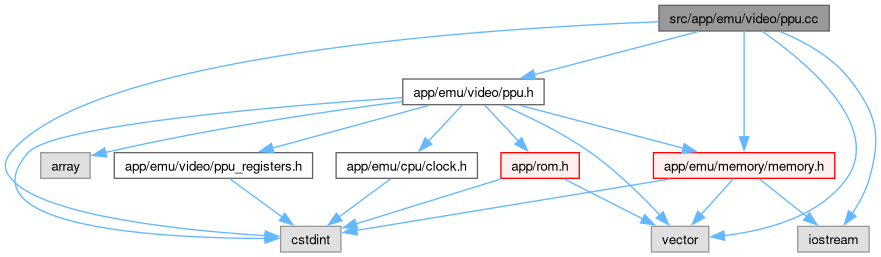 src/app/emu/video/ppu.cc
app/emu/video/ppu.h
array
app/emu/video/ppu_registers.h
app/emu/cpu/clock.h
app/rom.h
app/emu/memory/memory.h
cstdint
vector
iostream